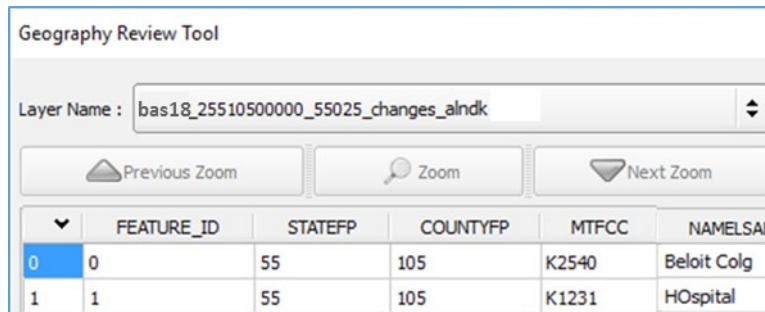 Geography Review Tool
Layer Name : bas18_25510500000_55025_changes_alndk
Previous Zoom Zoom Next Zoom
FEATURE_ID STATEFP COUNTYFP MTFCC NAMELSA
0 0 55 105 K2540 Beloit Colg
1 1 55 105 K1231 HOspital